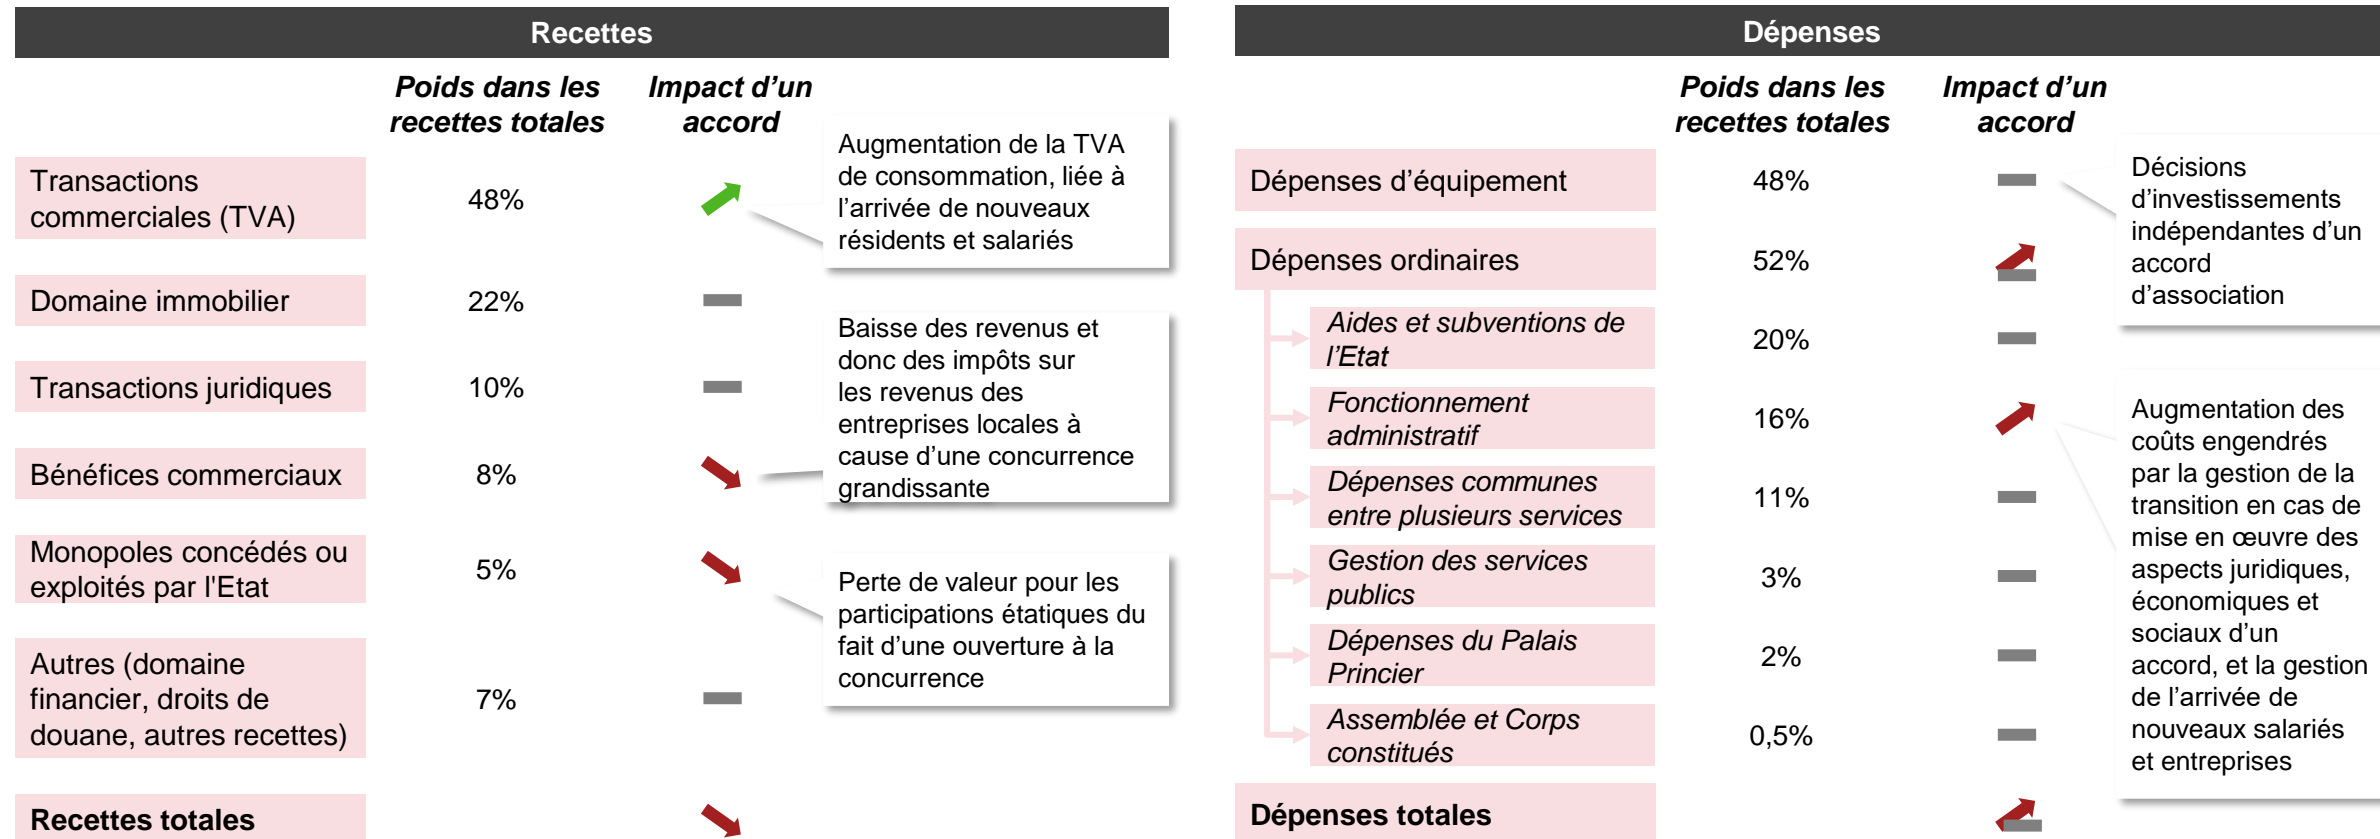 Recettes
Poids dans les
recettes totales
Impact d’un
accord
Transactions
commerciales (TVA)
48%
Augmentation de la TVA
de consommation, liée à
l’arrivée de nouveaux
résidents et salariés
Domaine immobilier
22%
Transactions juridiques
10%
Baisse des revenus et
donc des impôts sur
les revenus des
entreprises locales à
cause d’une concurrence
grandissante
Bénéfices commerciaux
8%
Monopoles concédés ou
exploités par l'Etat
5%
Perte de valeur pour les
participations étatiques du
fait d’une ouverture à la
concurrence
Autres (domaine
financier, droits de
douane, autres recettes)
7%
Recettes totales
Dépenses
Poids dans les
recettes totales
Impact d’un
accord
Dépenses d’équipement
48%
Décisions
d’investissements
indépendantes d’un
accord
d’association
Dépenses ordinaires
52%
Aides et subventions de
l’Etat
20%
Fonctionnement
administratif
16%
Augmentation des
coûts engendrés
par la gestion de la
transition en cas de
mise en œuvre des
aspects juridiques,
économiques et
sociaux d’un
accord, et la gestion
de l’arrivée de
nouveaux salariés
et entreprises
Dépenses communes
entre plusieurs services
11%
Gestion des services
publics
3%
Dépenses du Palais
Princier
2%
Assemblée et Corps
constitués
0,5%
Dépenses totales